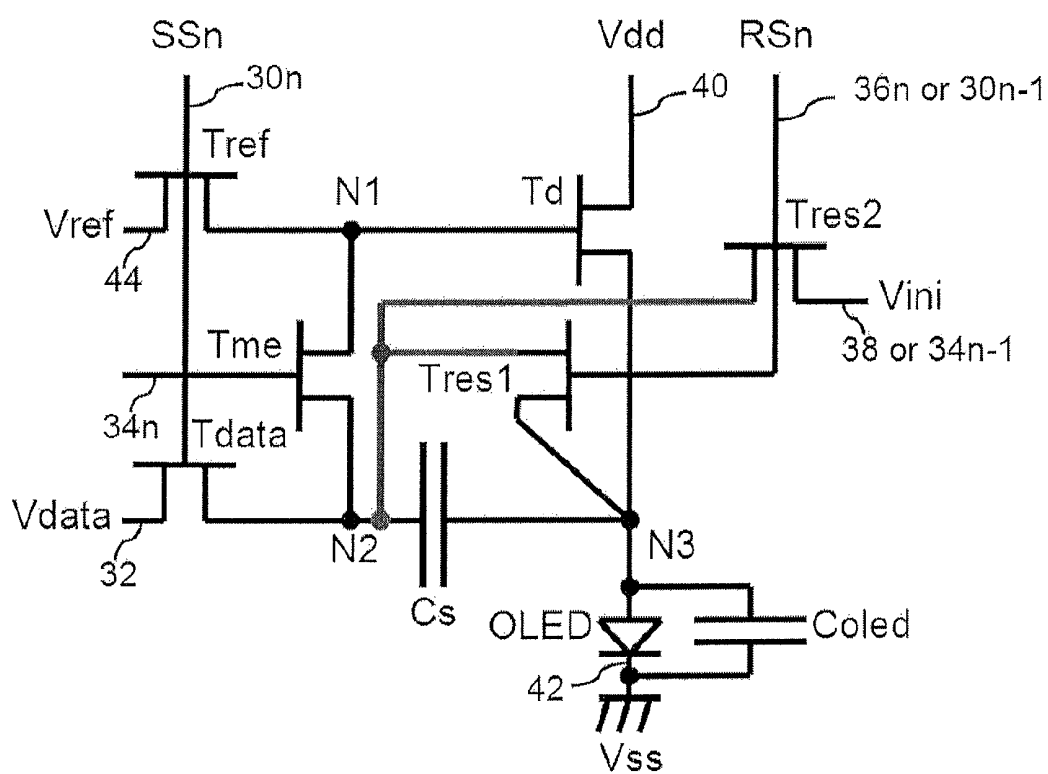 SSn
Vdd
RSn
30n
40
36n or 30n-1
Tref
N1
Td
Tres2
Vref
44
Vini
38 or 34n-1
Tme
Tres1
34n
Tdata
Vdata
32
N2
N3
Cs
OLED
Coled
42
Vss